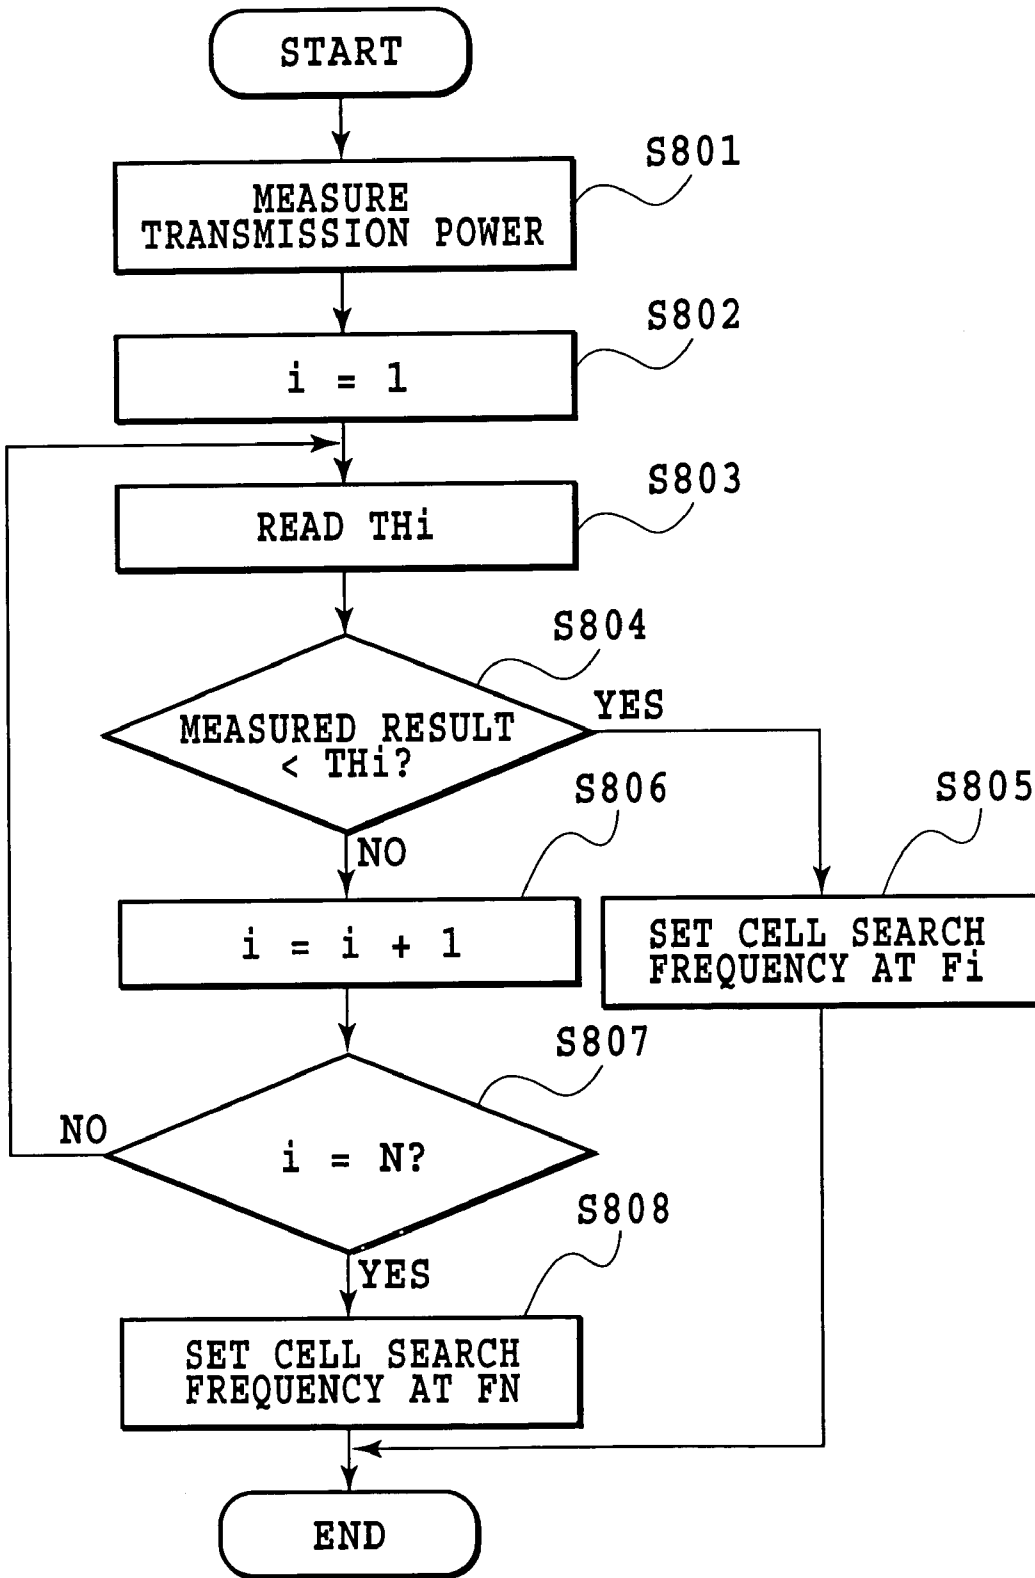 START
S801
MEASURE
TRANSMISSION POWER
S802
i = 1
S803
READ THi
S804
MEASURED RESULT
< THi?
YES
NO
S806
i = i + 1
S805
SET CELL SEARCH
FREQUENCY AT Fi
S807
i = N?
NO
YES
S808
SET CELL SEARCH
FREQUENCY AT FN
END